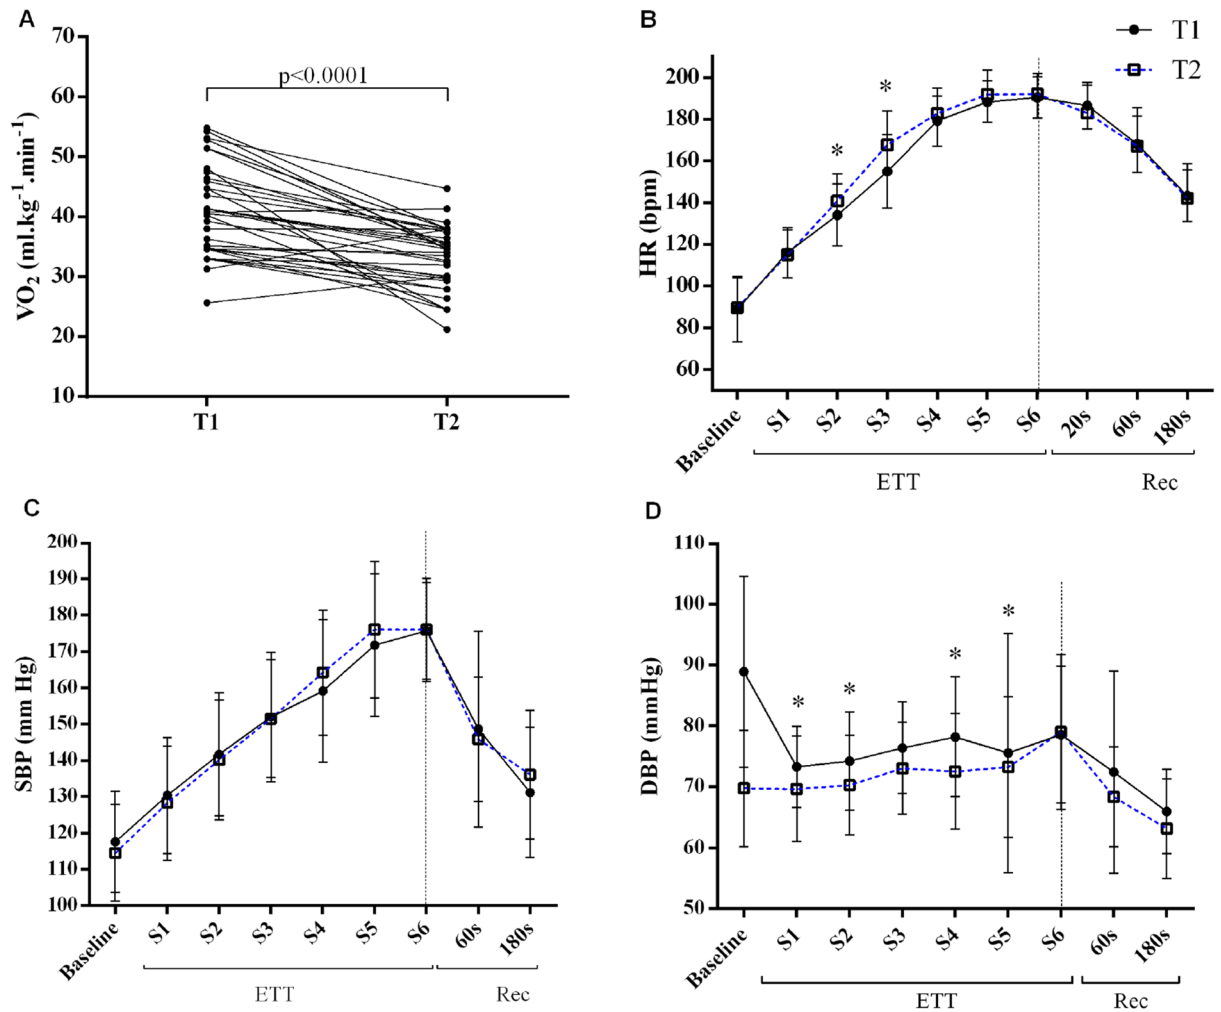 A
70
60
50
40
30
20
10
VO2 (ml.kg-1.min-1)
p<0.0001
T1
T2
B
T1
T2
200
180
160
140
120
100
80
60
HR (bpm)
*
*
Baseline
S1
S2
S3
S4
S5
S6
20s
60s
180s
ETT
Rec
C
200
190
180
170
160
150
140
130
120
110
100
SBP (mm Hg)
Baseline
S1
S2
S3
S4
S5
S6
60s
180s
ETT
Rec
D
110
100
90
80
70
60
50
DBP (mmHg)
*
*
*
*
Baseline
S1
S2
S3
S4
S5
S6
60s
180s
ETT
Rec